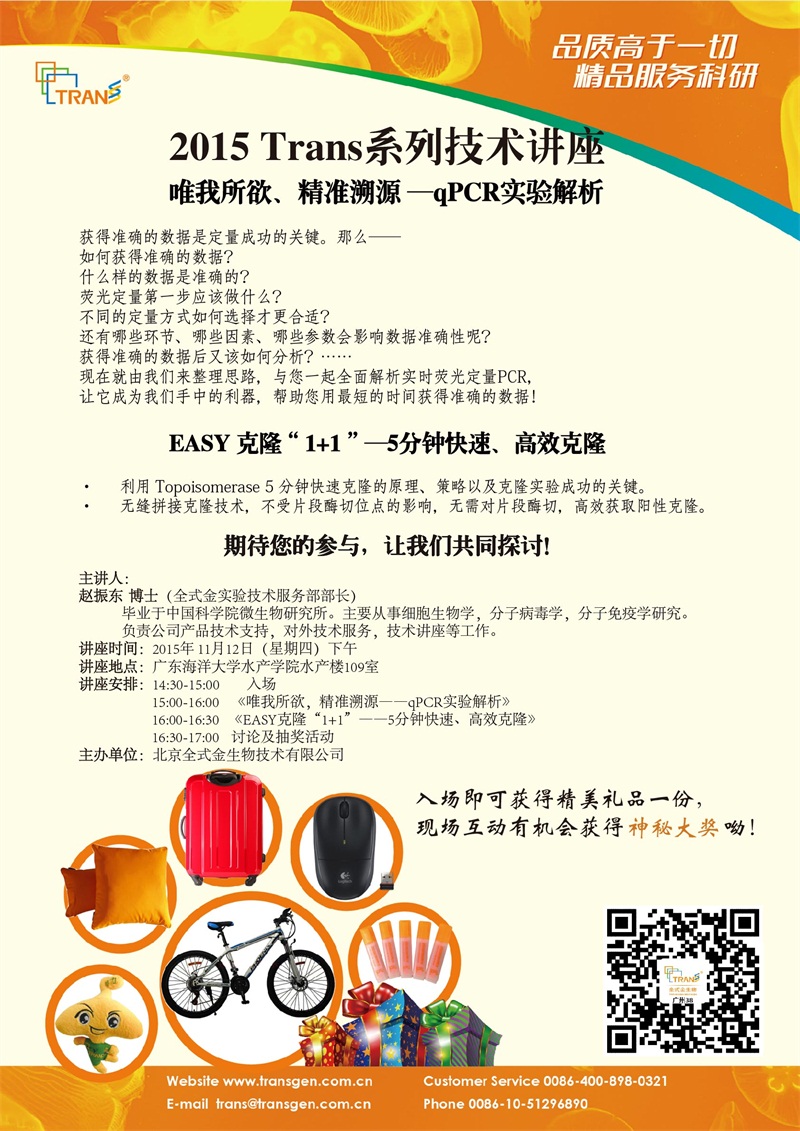 品质高于一切
精品服务科研
TRANS®
2015 Trans系列技术讲座
唯我所欲、精准溯源 —qPCR实验解析
获得准确的数据是定量成功的关键。那么——
如何获得准确的数据?
什么样的数据是准确的?
荧光定量第一步应该做什么?
不同的定量方式如何选择才更合适?
还有哪些环节、哪些因素、哪些参数会影响数据准确性呢?
获得准确的数据后又该如何分析? ……
现在就由我们来整理思路，与您一起全面解析实时荧光定量PCR,
让它成为我们手中的利器，帮助您用最短的时间获得准确的数据!
EASY 克隆“1+1”—5分钟快速、高效克隆
• 利用 Topoisomerase 5 分钟快速克隆的原理、策略以及克隆实验成功的关键。
• 无缝拼接克隆技术，不受片段酶切位点的影响，无需对片段酶切，高效获取阳性克隆。
期待您的参与，让我们共同探讨!
主讲人:
赵振东 博士（全式金实验技术服务部部长）
毕业于中国科学院微生物研究所。主要从事细胞生物学，分子病毒学，分子免疫学研究。
负责公司产品技术支持，对外技术服务，技术讲座等工作。
讲座时间: 2015年 11月12日（星期四）下午
讲座地点: 广东海洋大学水产学院水产楼109室
讲座安排: 14:30-15:00 入场
15:00-16:00 《唯我所欲，精准溯源——qPCR实验解析》
16:00-16:30 《EASY克隆“1+1”——5分钟快速、高效克隆》
16:30-17:00 讨论及抽奖活动
主办单位: 北京全式金生物技术有限公司
入场即可获得精美礼品一份，
现场互动有机会获得神秘大奖呦!
Logitech
TRANS
全式金生物
Website www.transgen.com.cn
Customer Service 0086-400-898-0321
E-mail trans@transgen.com.cn
Phone 0086-10-51296890